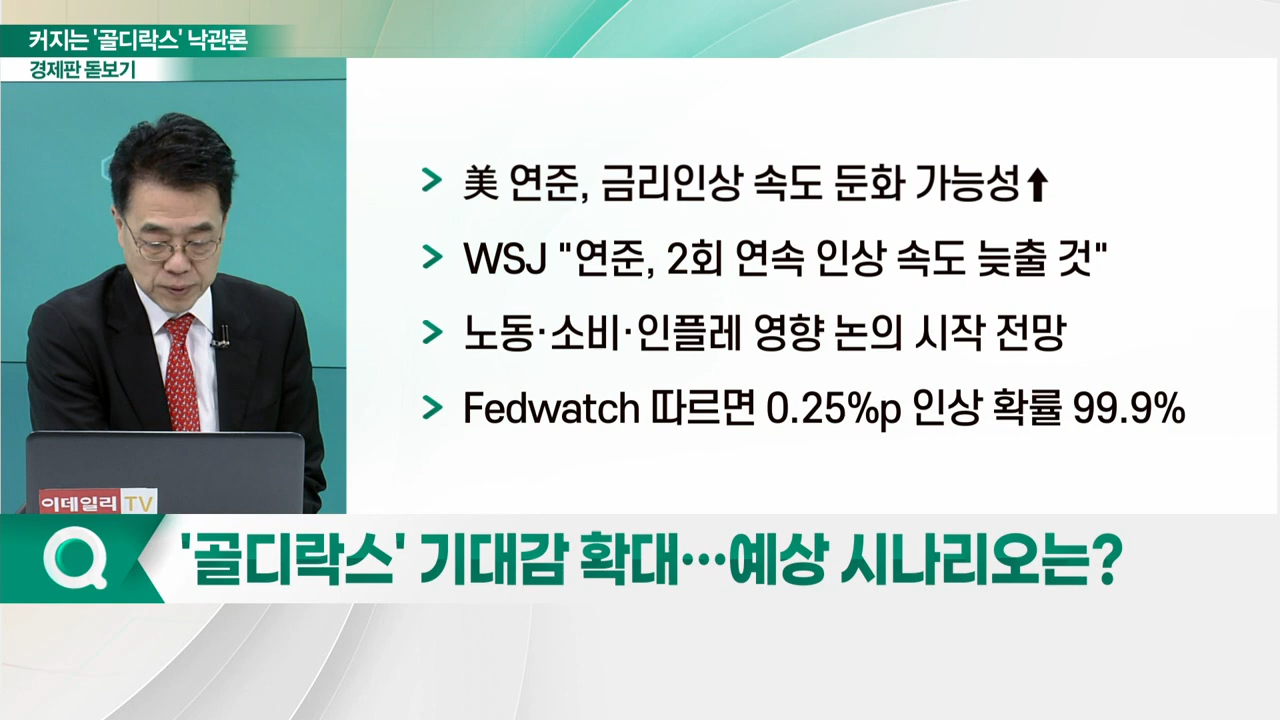 커지는 '골디락스' 낙관론
경제판 돋보기
> 美 연준, 금리인상 속도 둔화 가능성⬆
> WSJ "연준, 2회 연속 인상 속도 늦출 것"
> 노동·소비·인플레 영향 논의 시작 전망
> Fedwatch 따르면 0.25%p 인상 확률 99.9%
이데일리 TV
Q '골디락스' 기대감 확대…예상 시나리오는?